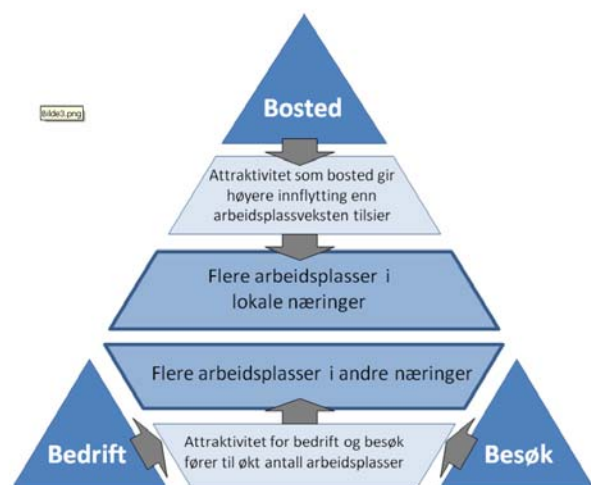 Bosted
Bilde3.png
Attraktivitet som bosted gir
høyere innflytting enn
arbeidsplassveksten tilsier
Flere arbeidsplasser i
lokale næringer
Flere arbeidsplasser i andre næringer
Bedrift
Attraktivitet for bedrift og besøk
fører til økt antall arbeidsplasser
Besøk